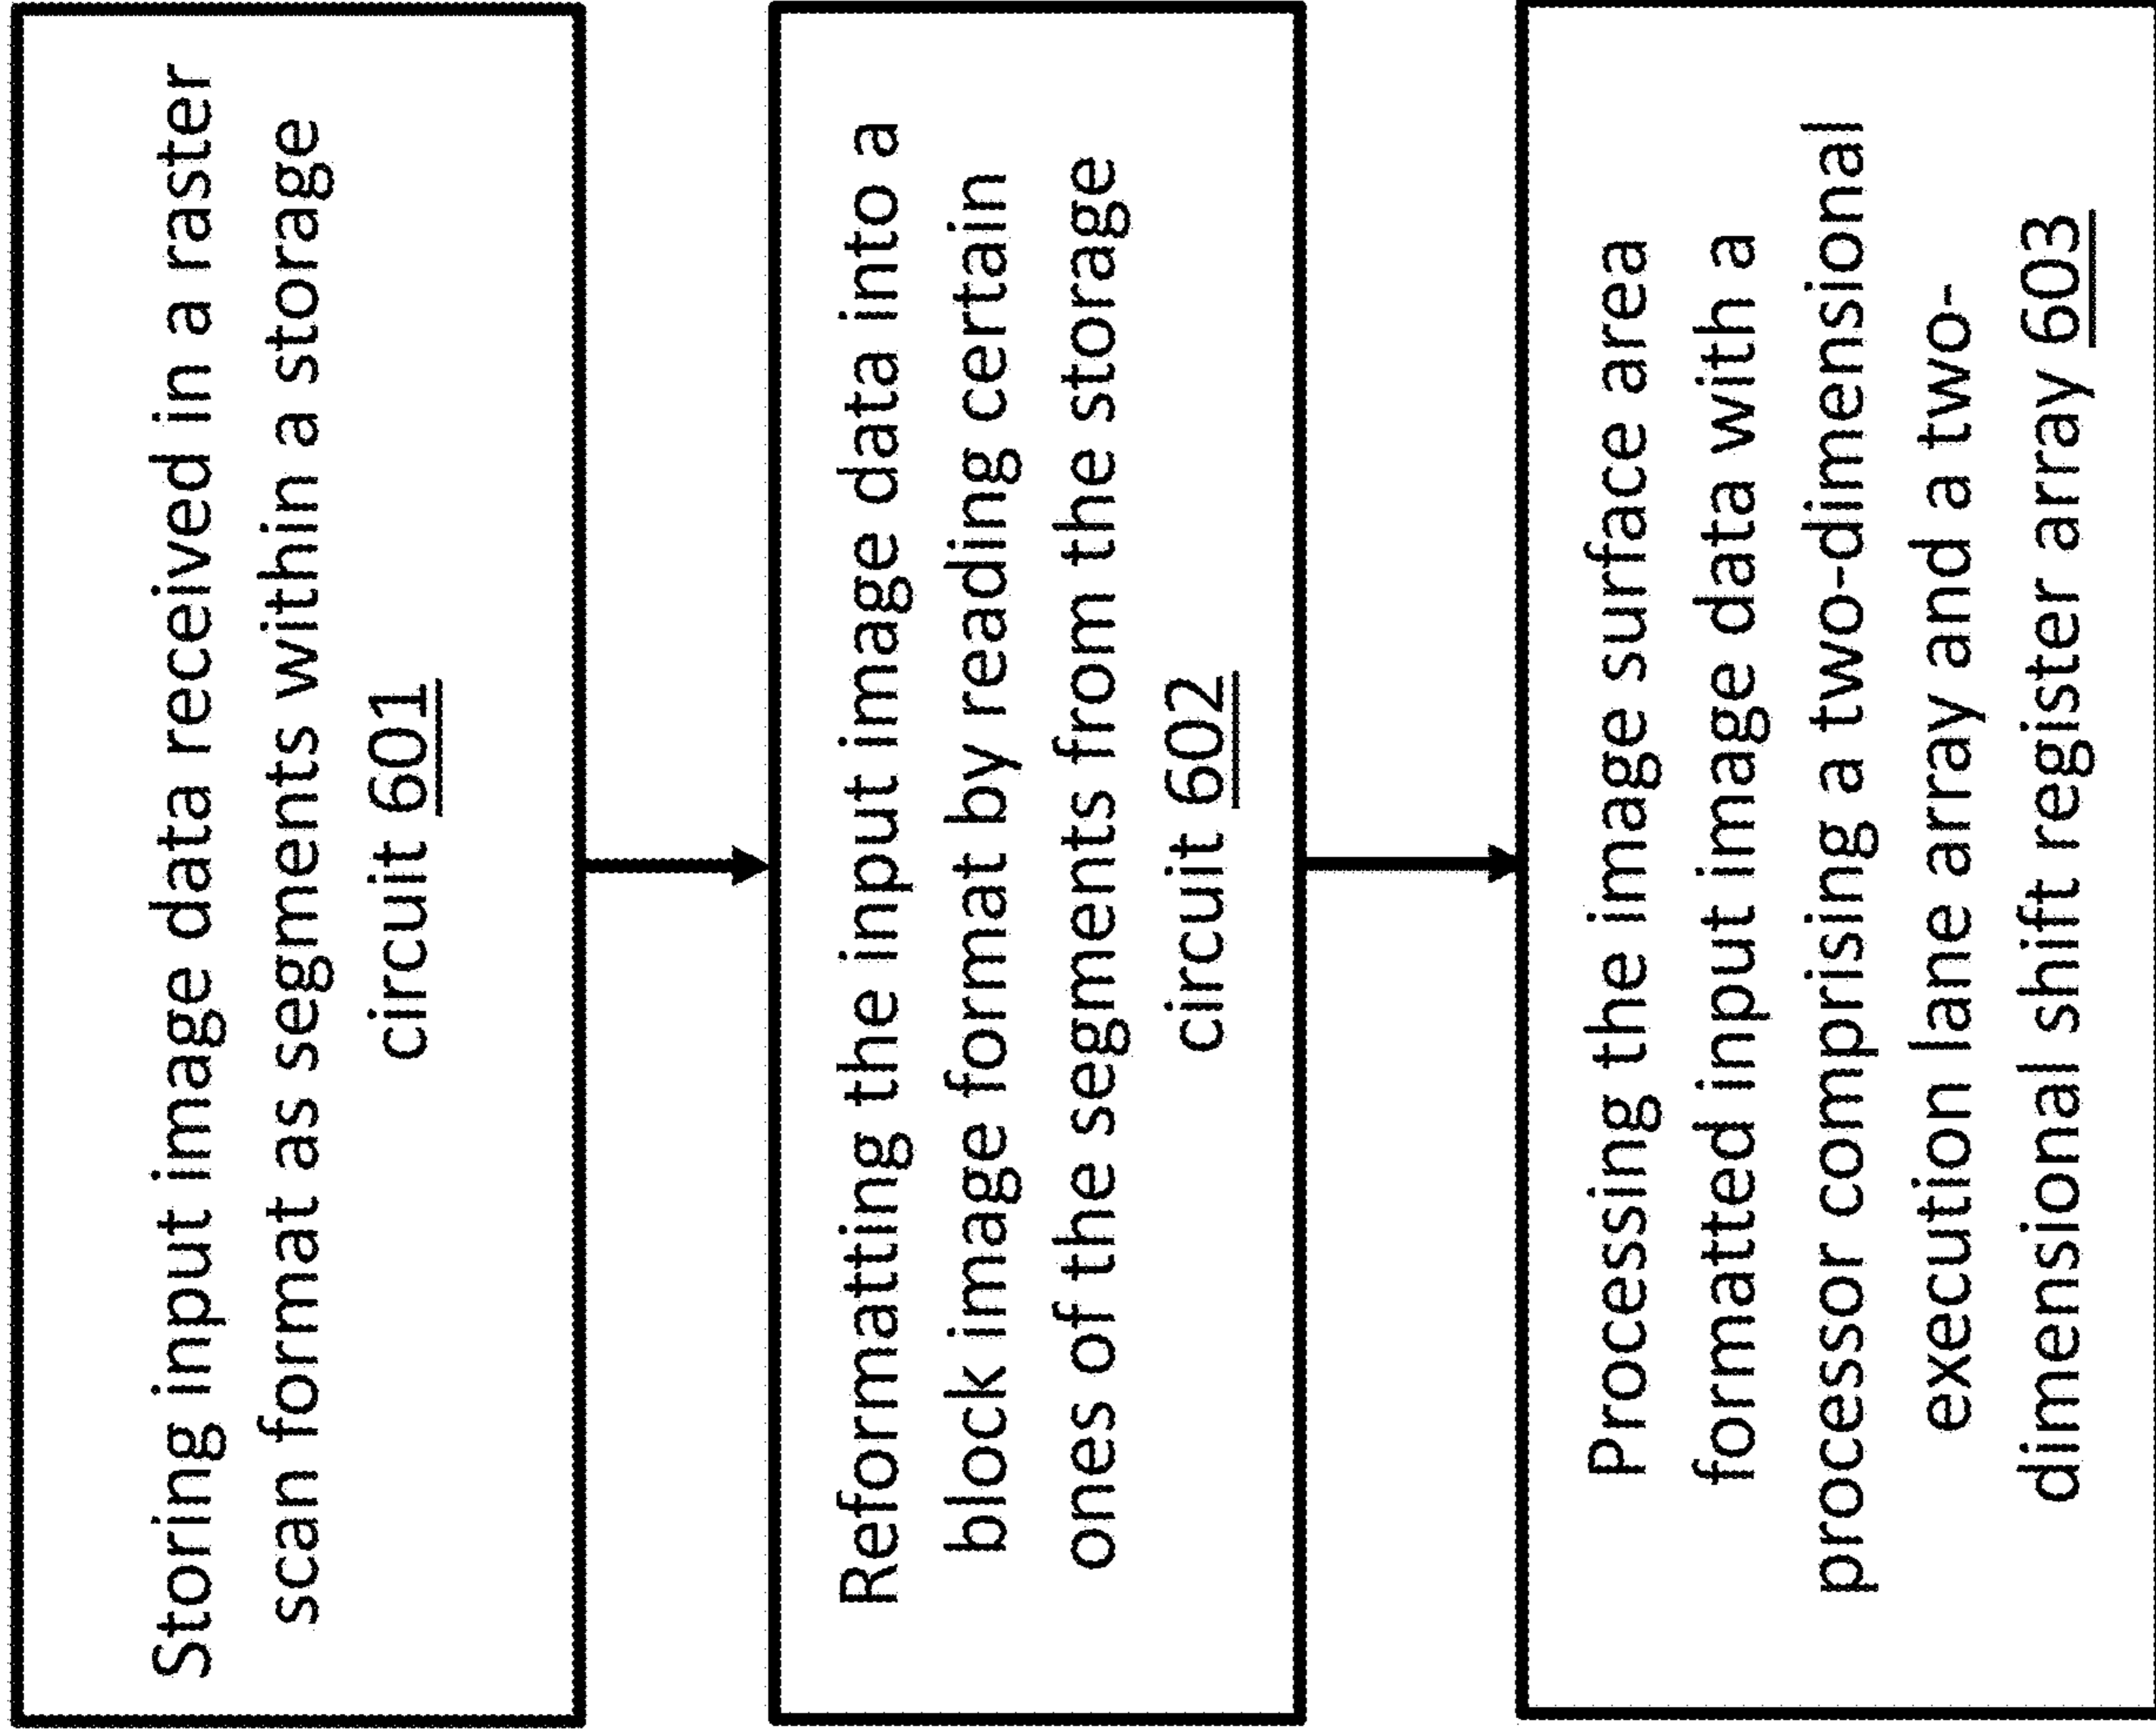 Storing input image data received in a raster
scan format as segments within a storage
circuit 601
Reformatting the input image data into a
block image format by reading certain
ones of the segments from the storage
circuit 602
Processing the image surface area
formatted input image data with a
processor comprising a two-dimensional
execution lane array and a two-
dimensional shift register array 603